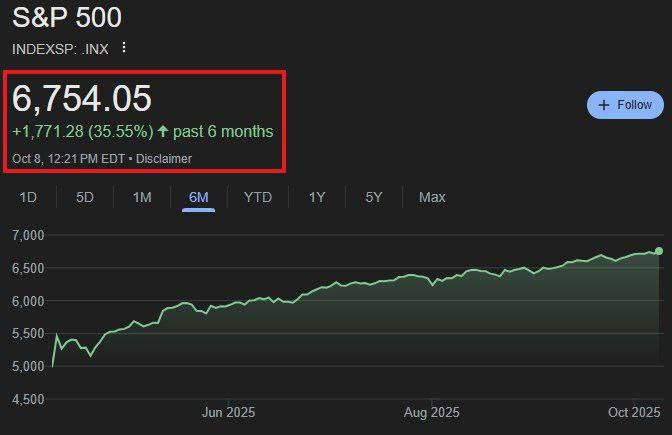 S&P 500
INDEXSP: .INX ⋮
6,754.05
+1,771.28 (35.55%) ↑ past 6 months
Oct 8, 12:21 PM EDT • Disclaimer
+ Follow
1D 5D 1M 6M YTD 1Y 5Y Max
7,000
6,500
6,000
5,500
5,000
4,500
Jun 2025 Aug 2025 Oct 2025